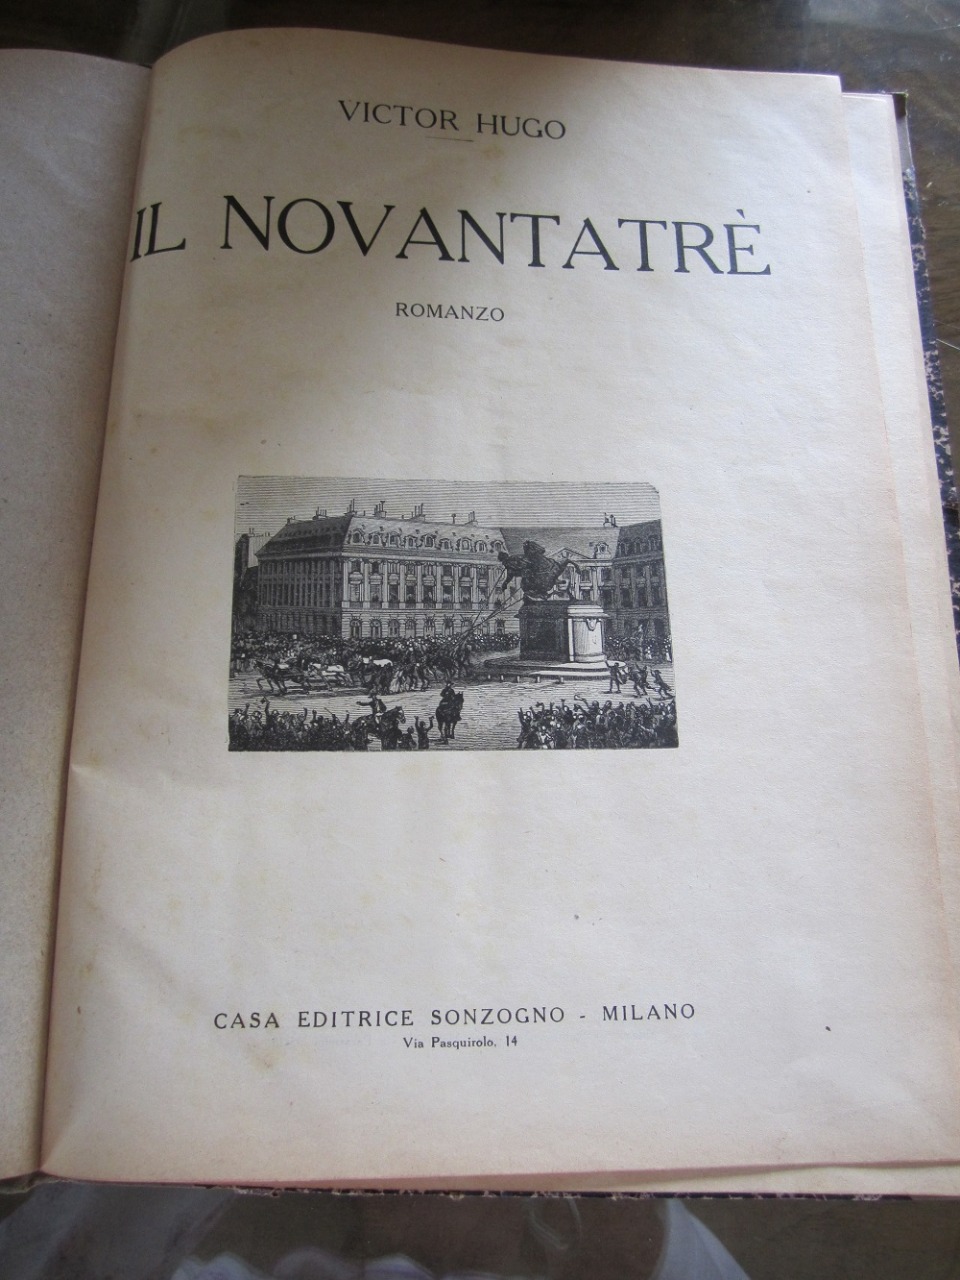 VICTOR HUGO
IL NOVANTATRÈ
ROMANZO
CASA EDITRICE SONZOGNO - MILANO
Via Pasquirolo, 14